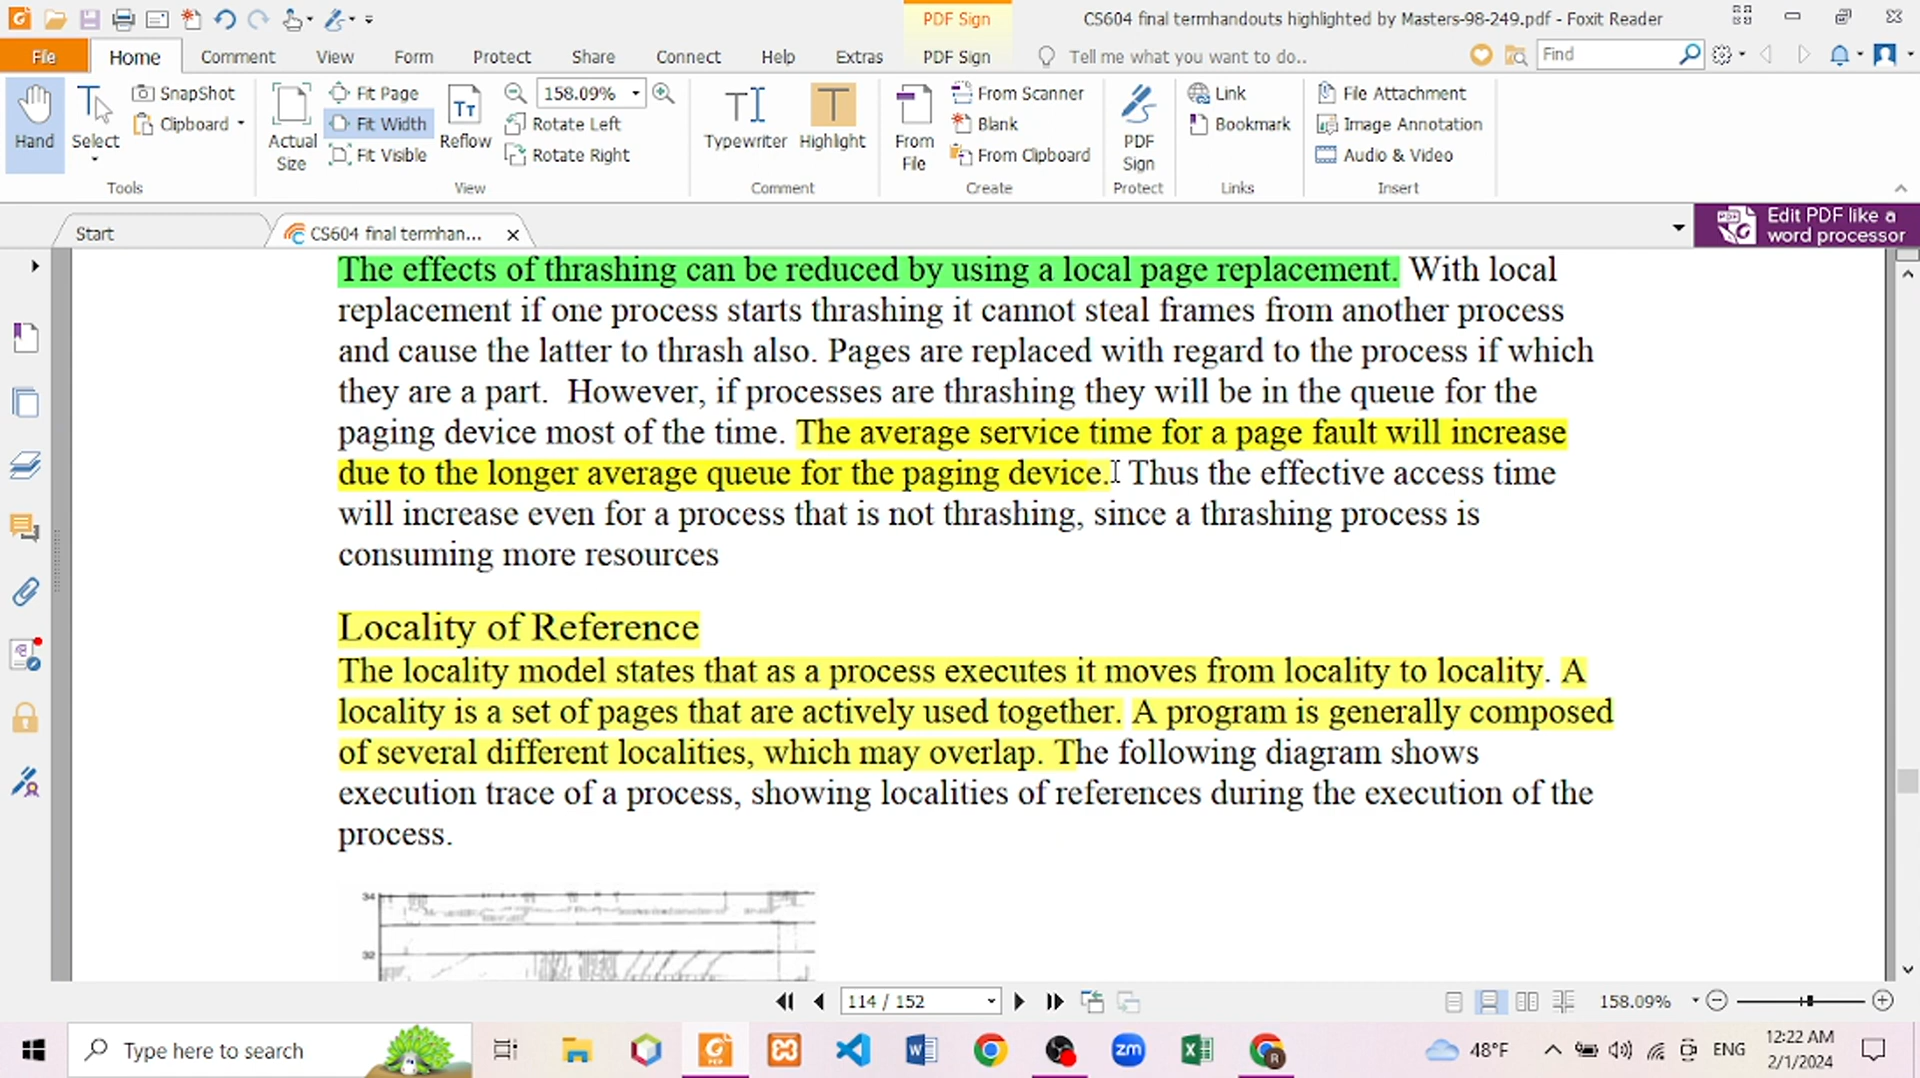 PDF Sign
CS604 final termhandouts highlighted by Masters-98-249.pdf - Foxit Reader
File
Home
Comment
View
Form
Protect
Share
Connect
Help
Extras
PDF Sign
Tell me what you want to do..
Find
Hand
Select
SnapShot
Clipboard
Actual Size
Fit Page
Fit Width
Fit Visible
Reflow
158.09%
Rotate Left
Rotate Right
Typewriter
Highlight
From File
From Scanner
Blank
From Clipboard
PDF Sign
Link
Bookmark
File Attachment
Image Annotation
Audio & Video
Tools
View
Comment
Create
Protect
Links
Insert
Start
CS604 final termhan...
Edit PDF like a
word processor
The effects of thrashing can be reduced by using a local page replacement. With local
replacement if one process starts thrashing it cannot steal frames from another process
and cause the latter to thrash also. Pages are replaced with regard to the process if which
they are a part. However, if processes are thrashing they will be in the queue for the
paging device most of the time. The average service time for a page fault will increase
due to the longer average queue for the paging device. Thus the effective access time
will increase even for a process that is not thrashing, since a thrashing process is
consuming more resources
Locality of Reference
The locality model states that as a process executes it moves from locality to locality. A
locality is a set of pages that are actively used together. A program is generally composed
of several different localities, which may overlap. The following diagram shows
execution trace of a process, showing localities of references during the execution of the
process.
34
32
114 / 152
158.09%
Type here to search
48°F
ENG
12:22 AM
2/1/2024